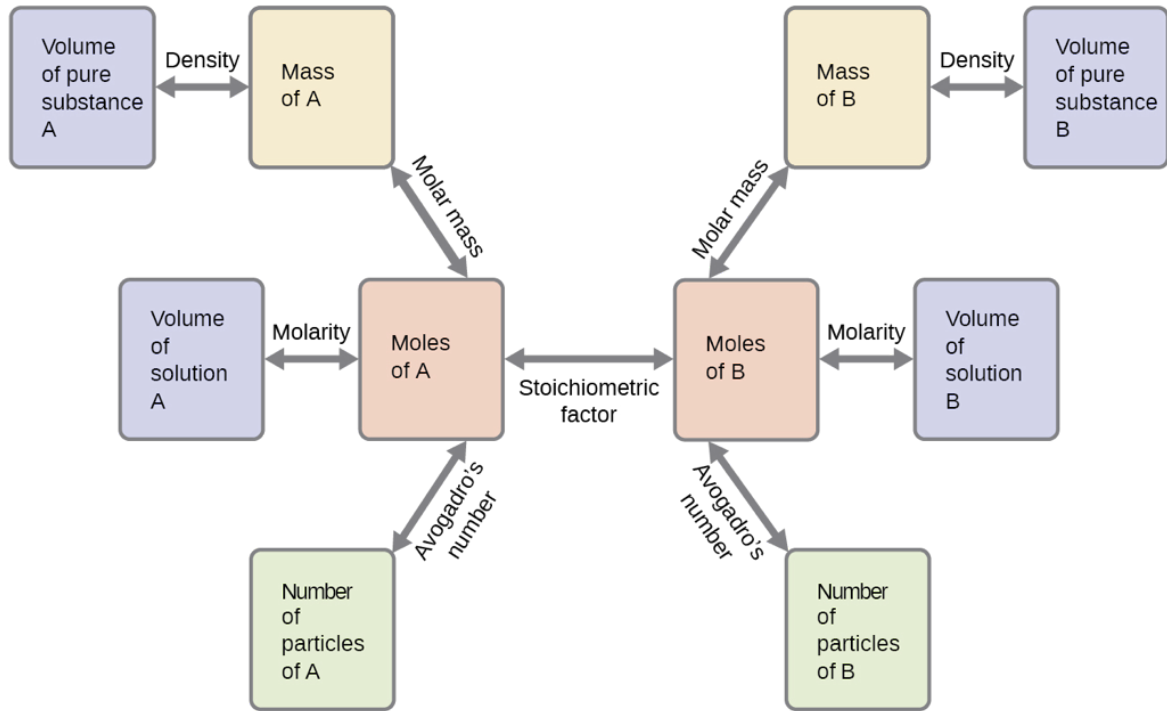 Volume
of pure
substance
A
Density
Mass
of A
Mass
of B
Density
Volume
of pure
substance
B
Molar mass
Molar mass
Volume
of
solution
A
Molarity
Moles
of A
Stoichiometric
factor
Moles
of B
Molarity
Volume
of
solution
B
Avogadro’s
number
Avogadro’s
number
Number
of
particles
of A
Number
of
particles
of B